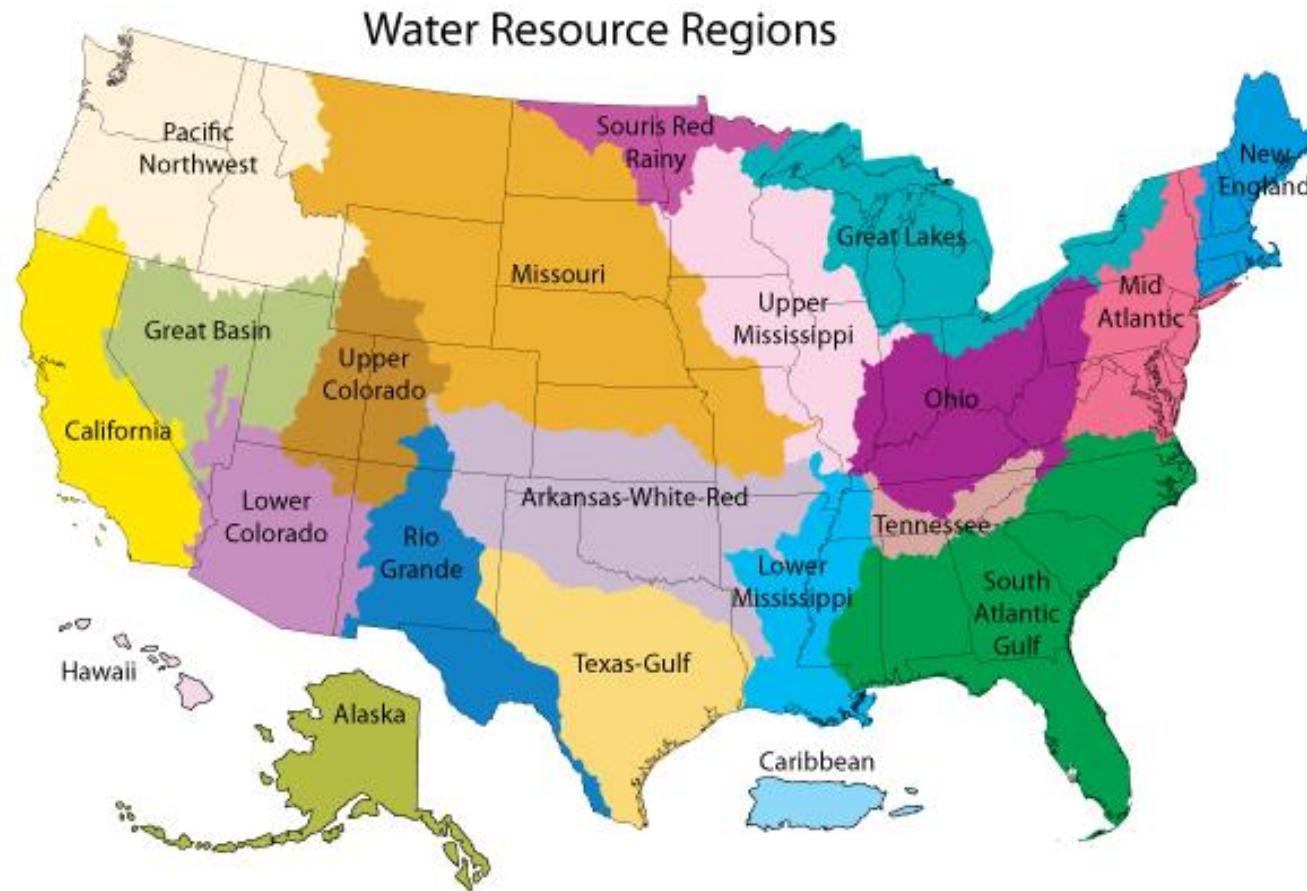 Water Resource Regions
Pacific
Northwest
Souris Red
Rainy
New
England
Great Lakes
Missouri
Mid
Atlantic
Great Basin
Upper
Mississippi
Upper
Colorado
Ohio
California
Lower
Colorado
Arkansas-White-Red
Tennessee
Rio
Grande
Lower
Mississippi
South
Atlantic
Gulf
Texas-Gulf
Hawaii
Alaska
Caribbean